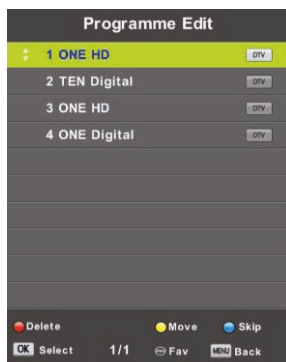 Programme Edit
1 ONE HD DTV
2 TEN Digital DTV
3 ONE HD DTV
4 ONE Digital DTV
Delete Move Skip
OK Select 1/1 Fav MENU Back